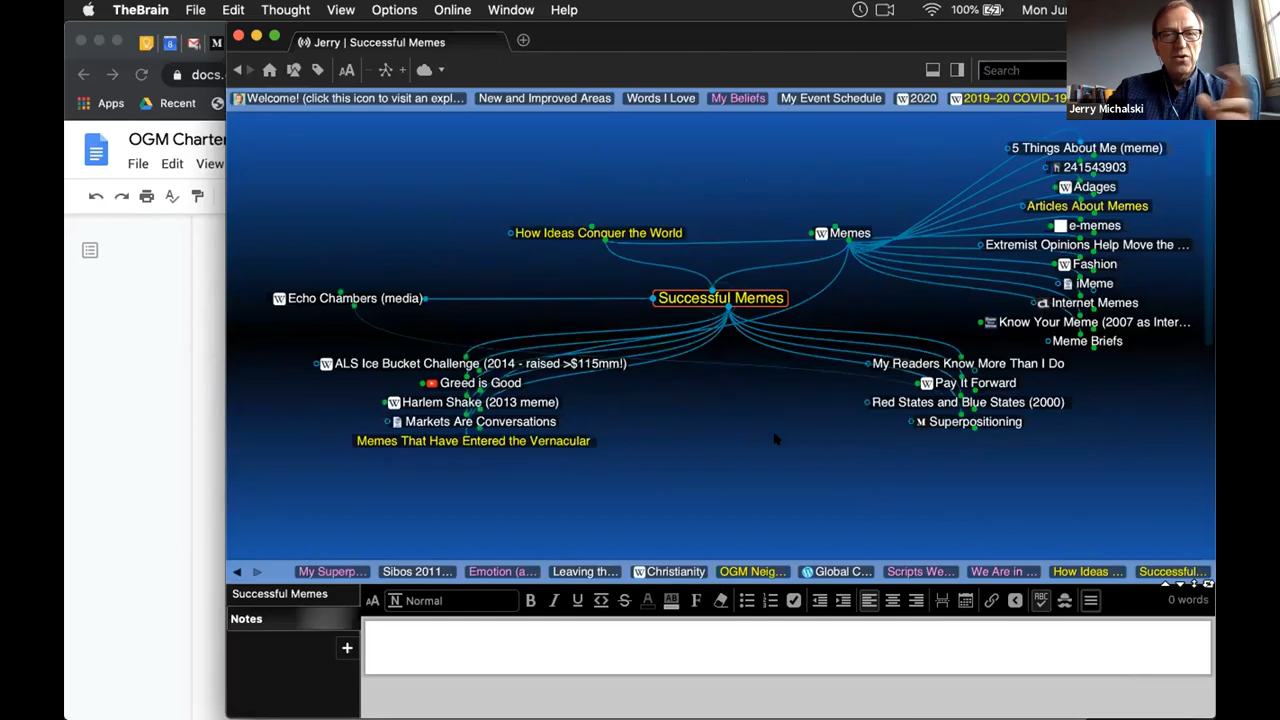 TheBrain File Edit Thought View Options Online Window Help 100% Mon Jun
Jerry | Successful Memes
docs.
Search
Apps Recent
Welcome! (click this icon to visit an expl... New and Improved Areas Words I Love My Beliefs My Event Schedule 2020 2019–20 COVID-19
Jerry Michalski
OGM Charter
File Edit View
5 Things About Me (meme)
241543903
Adages
Articles About Memes
e-memes
Extremist Opinions Help Move the ...
Fashion
iMeme
Internet Memes
Know Your Meme (2007 as Inter...
Meme Briefs
How Ideas Conquer the World
Memes
Echo Chambers (media)
Successful Memes
ALS Ice Bucket Challenge (2014 - raised >$115mm!)
Greed is Good
Harlem Shake (2013 meme)
Markets Are Conversations
Memes That Have Entered the Vernacular
My Readers Know More Than I Do
Pay It Forward
Red States and Blue States (2000)
Superpositioning
My Superp... Sibos 2011... Emotion (a... Leaving th... Christianity OGM Neig... Global C... Scripts We... We Are in ... How Ideas ... Successful...
Successful Memes
Normal
0 words
Notes